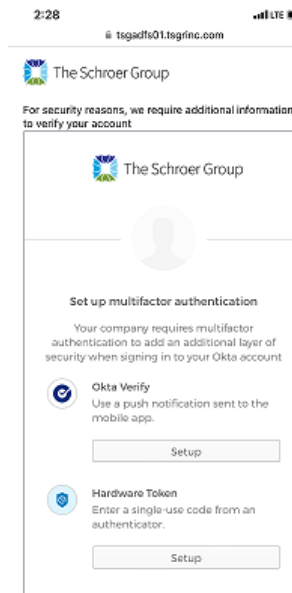 2:28
LTE
tsgadfs01.tsgrinc.com
The Schroer Group
For security reasons, we require additional information
to verify your account
The Schroer Group
Set up multifactor authentication
Your company requires multifactor
authentication to add an additional layer of
security when signing in to your Okta account
Okta Verify
Use a push notification sent to the
mobile app.
Setup
Hardware Token
Enter a single-use code from an
authenticator.
Setup